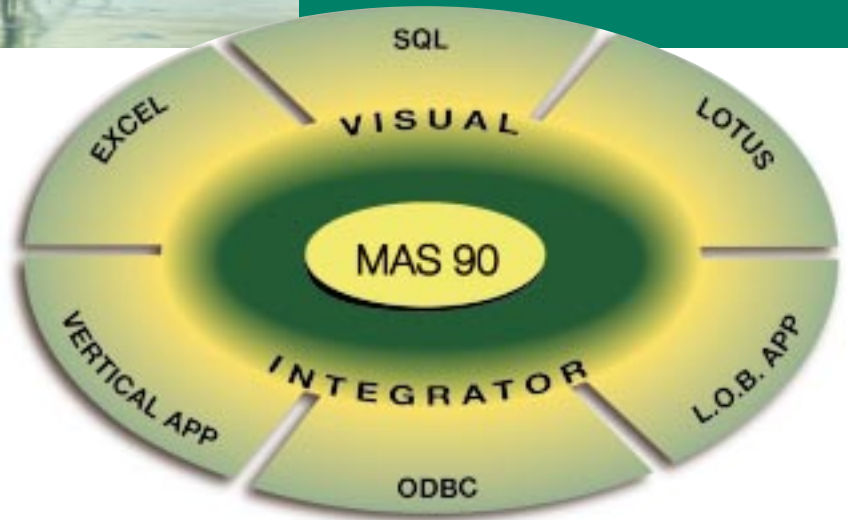 SQL
EXCEL
LOTUS
VISUAL
MAS 90
INTEGRATOR
VERTICAL APP
L.O.B. APP
ODBC